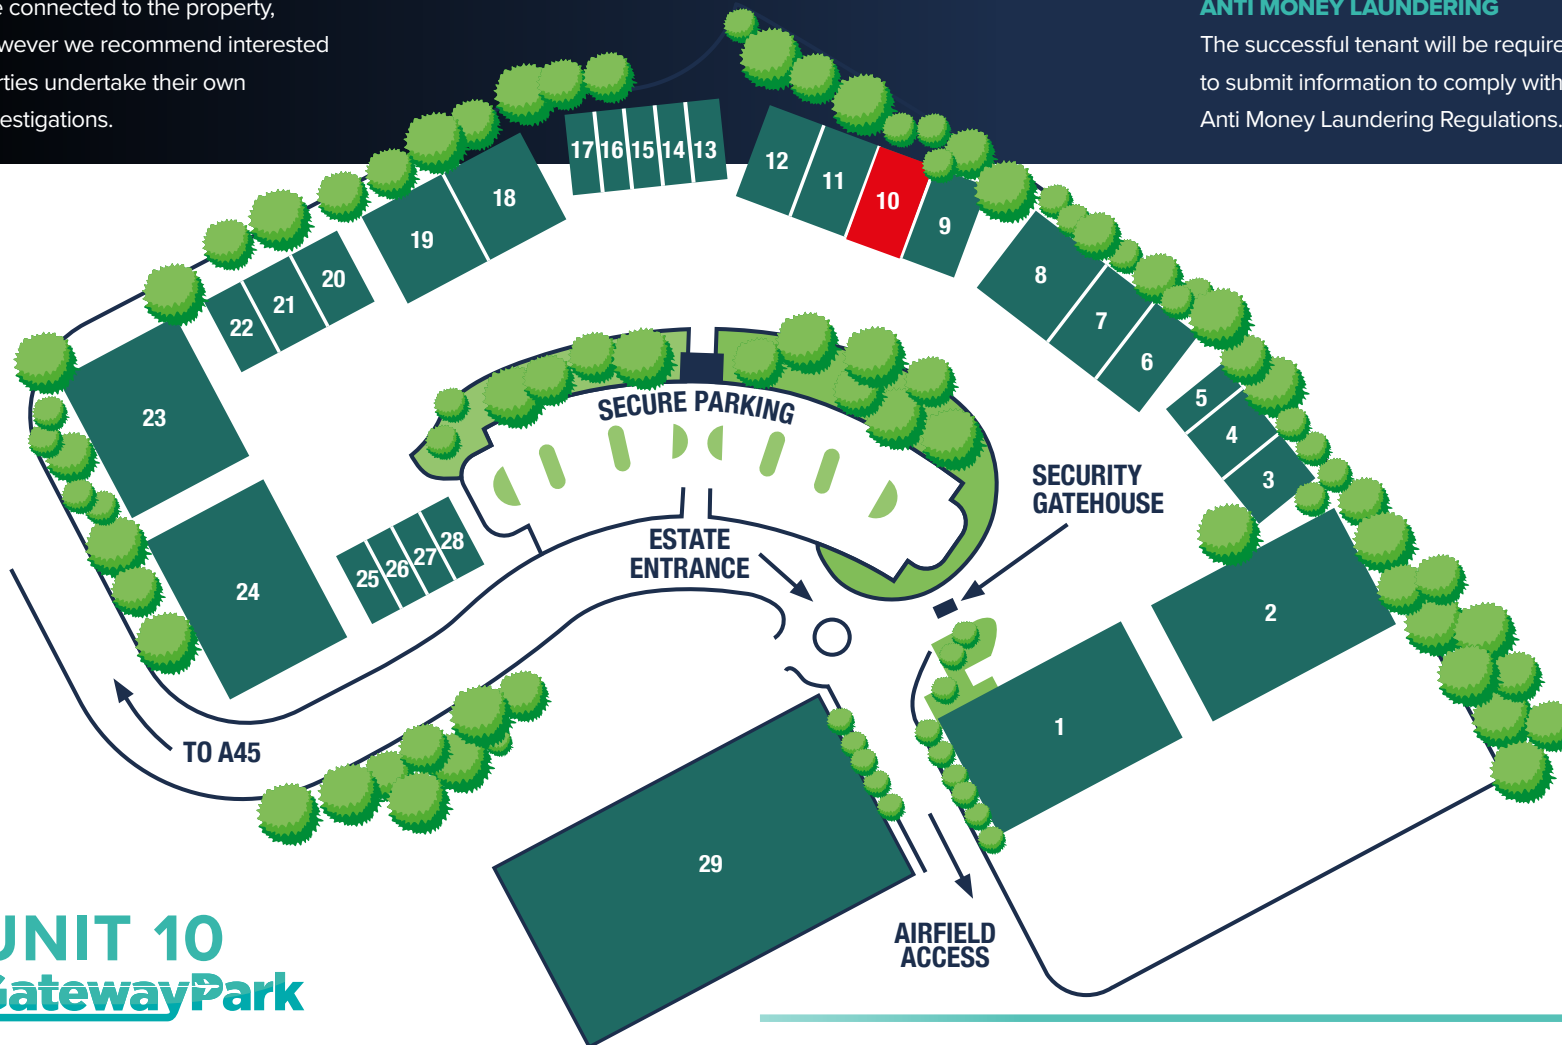 e connected to the property,
wever we recommend interested
rties undertake their own
estigations.
ANTI MONEY LAUNDERING
The successful tenant will be require
to submit information to comply with
Anti Money Laundering Regulations.
17 16 15 14 13
12
11
10
9
18
19
20
21
22
8
7
6
5
4
3
23
24
25
26
27
28
SECURE PARKING
SECURITY
GATEHOUSE
ESTATE
ENTRANCE
2
1
TO A45
29
AIRFIELD
ACCESS
UNIT 10
GatewayPark